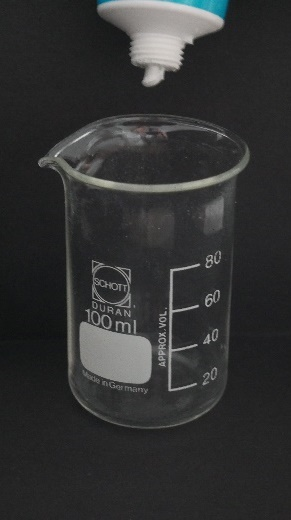 SCHOTT
DURAN
100 ml
Made in Germany
APPROX.VOL.
80
60
40
20